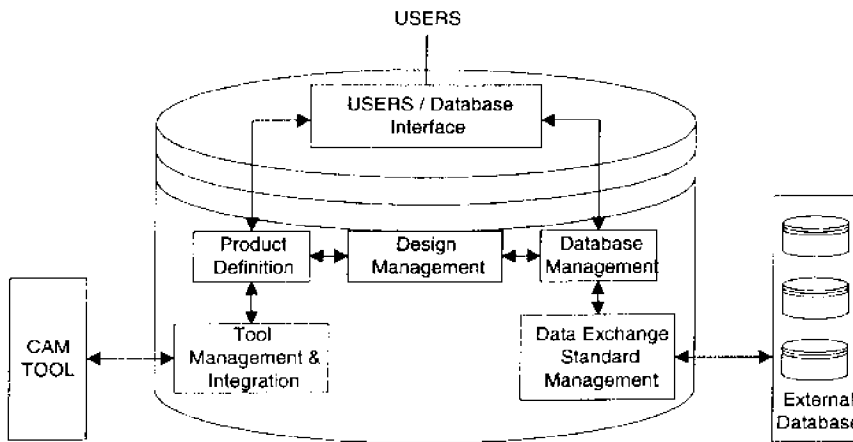 USERS
USERS / Database
Interface
Product
Definition
Design
Management
Database
Management
CAM
TOOL
Tool
Management &
Integration
Data Exchange
Standard
Management
External
Database